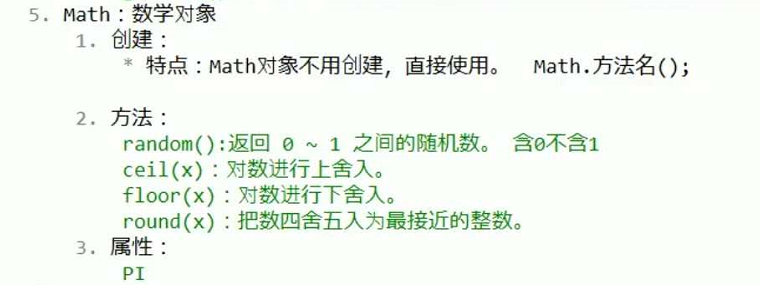 5. Math：数学对象
1. 创建：
* 特点：Math对象不用创建，直接使用。 Math.方法名();
2. 方法：
random():返回 0 ~ 1 之间的随机数。 含0不含1
ceil(x)：对数进行上舍入。
floor(x)：对数进行下舍入。
round(x)：把数四舍五入为最接近的整数。
3. 属性：
PI